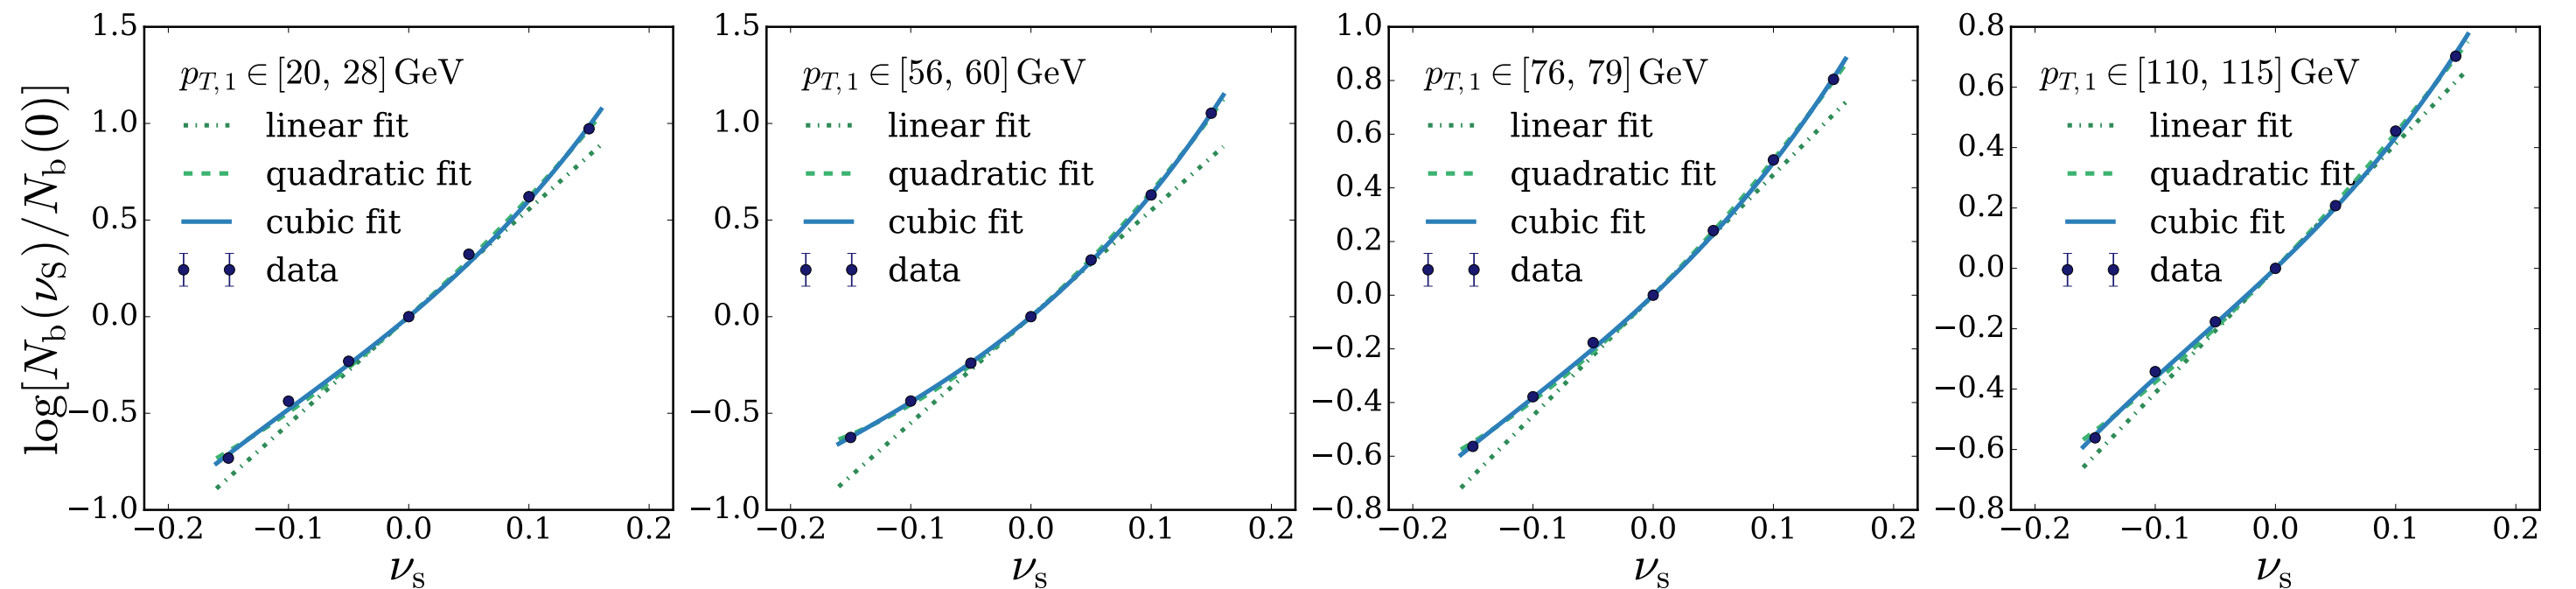 log[N_b(ν_S)/N_b(0)]
1.5
1.0
0.5
0.0
−0.5
−1.0
p_{T,1} ∈ [20, 28] GeV
linear fit
quadratic fit
cubic fit
data
−0.2 −0.1 0.0 0.1 0.2
ν_s
1.5
1.0
0.5
0.0
−0.5
−1.0
p_{T,1} ∈ [56, 60] GeV
linear fit
quadratic fit
cubic fit
data
−0.2 −0.1 0.0 0.1 0.2
ν_s
1.0
0.8
0.6
0.4
0.2
0.0
−0.2
−0.4
−0.6
−0.8
p_{T,1} ∈ [76, 79] GeV
linear fit
quadratic fit
cubic fit
data
−0.2 −0.1 0.0 0.1 0.2
ν_s
0.8
0.6
0.4
0.2
0.0
−0.2
−0.4
−0.6
−0.8
p_{T,1} ∈ [110, 115] GeV
linear fit
quadratic fit
cubic fit
data
−0.2 −0.1 0.0 0.1 0.2
ν_s